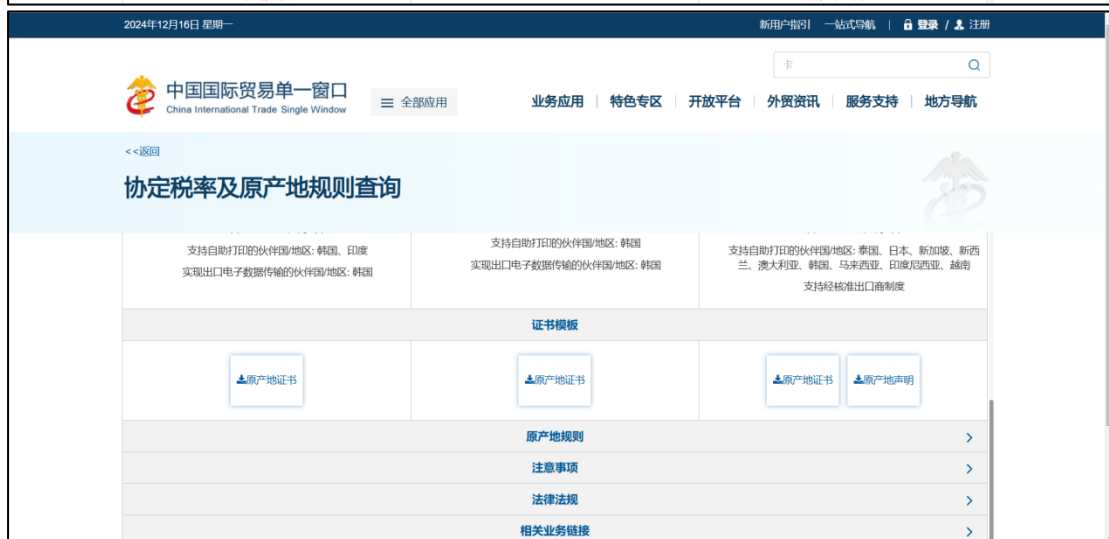 2024年12月16日 星期一
新用户指引 一站式导航 | 登录 / 注册
卡
中国国际贸易单一窗口
China International Trade Single Window
全部应用
业务应用 | 特色专区 | 开放平台 | 外贸资讯 | 服务支持 | 地方导航
<<返回
协定税率及原产地规则查询
支持自助打印的伙伴国/地区: 韩国、印度
实现出口电子数据传输的伙伴国/地区: 韩国
支持自助打印的伙伴国/地区: 韩国
实现出口电子数据传输的伙伴国/地区: 韩国
支持自助打印的伙伴国/地区: 泰国、日本、新加坡、新西
兰、澳大利亚、韩国、马来西亚、印度尼西亚、越南
支持经核准出口商制度
证书模板
原产地证书
原产地证书
原产地证书
原产地声明
原产地规则
注意事项
法律法规
相关业务链接